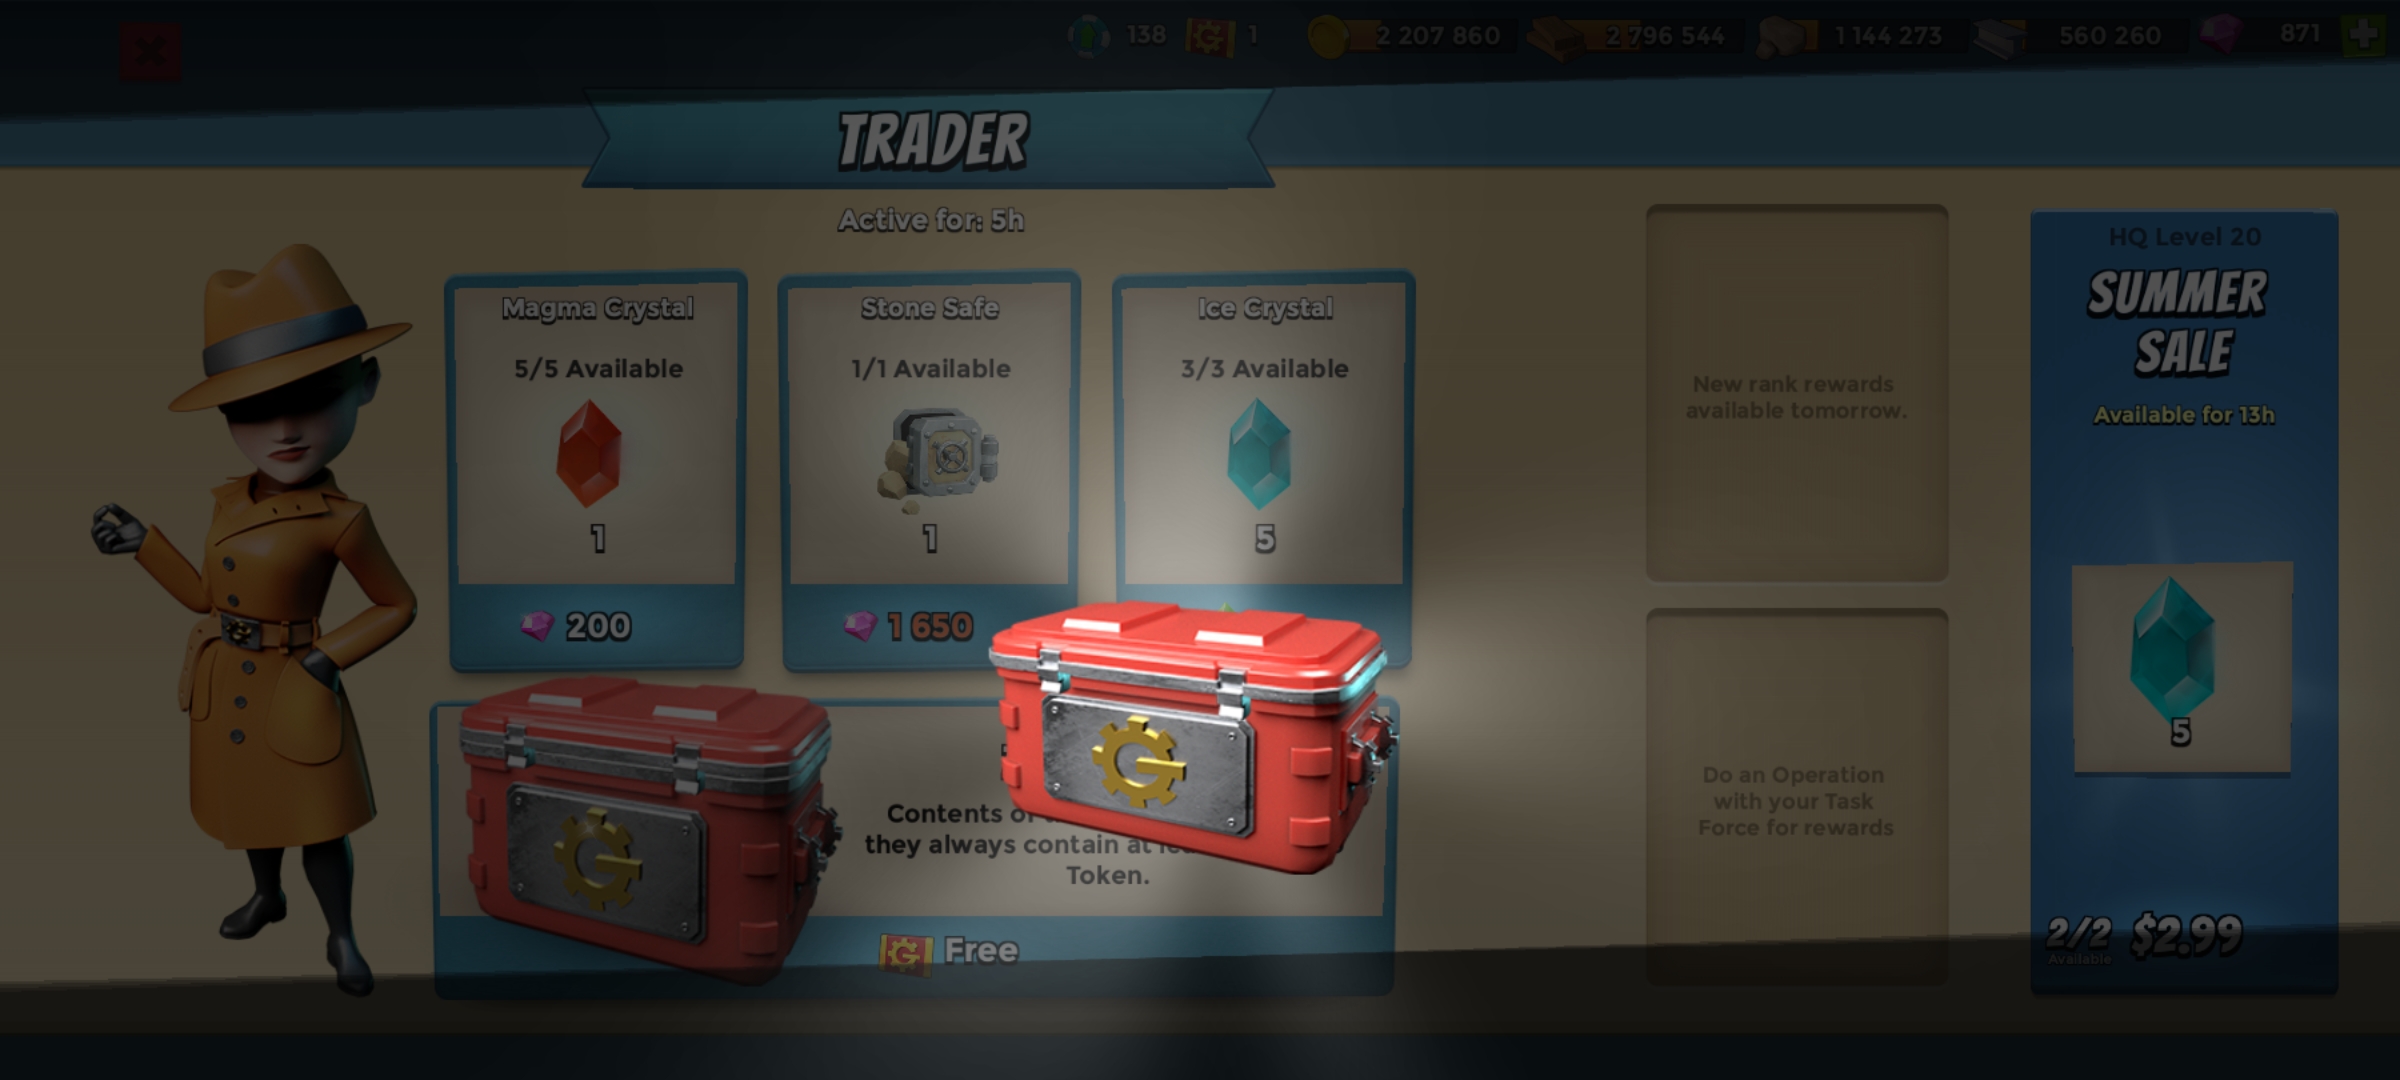 138
1
2 207 860
2 796 544
1 144 273
560 260
871
TRADER
Active for: 5h
Magma Crystal
5/5 Available
1
200
Stone Safe
1/1 Available
1
1 650
Ice Crystal
3/3 Available
5
Contents of
they always contain at
Token.
Free
New rank rewards
available tomorrow.
Do an Operation
with your Task
Force for rewards
HQ Level 20
SUMMER
SALE
Available for 13h
5
2/2
Available
$2.99